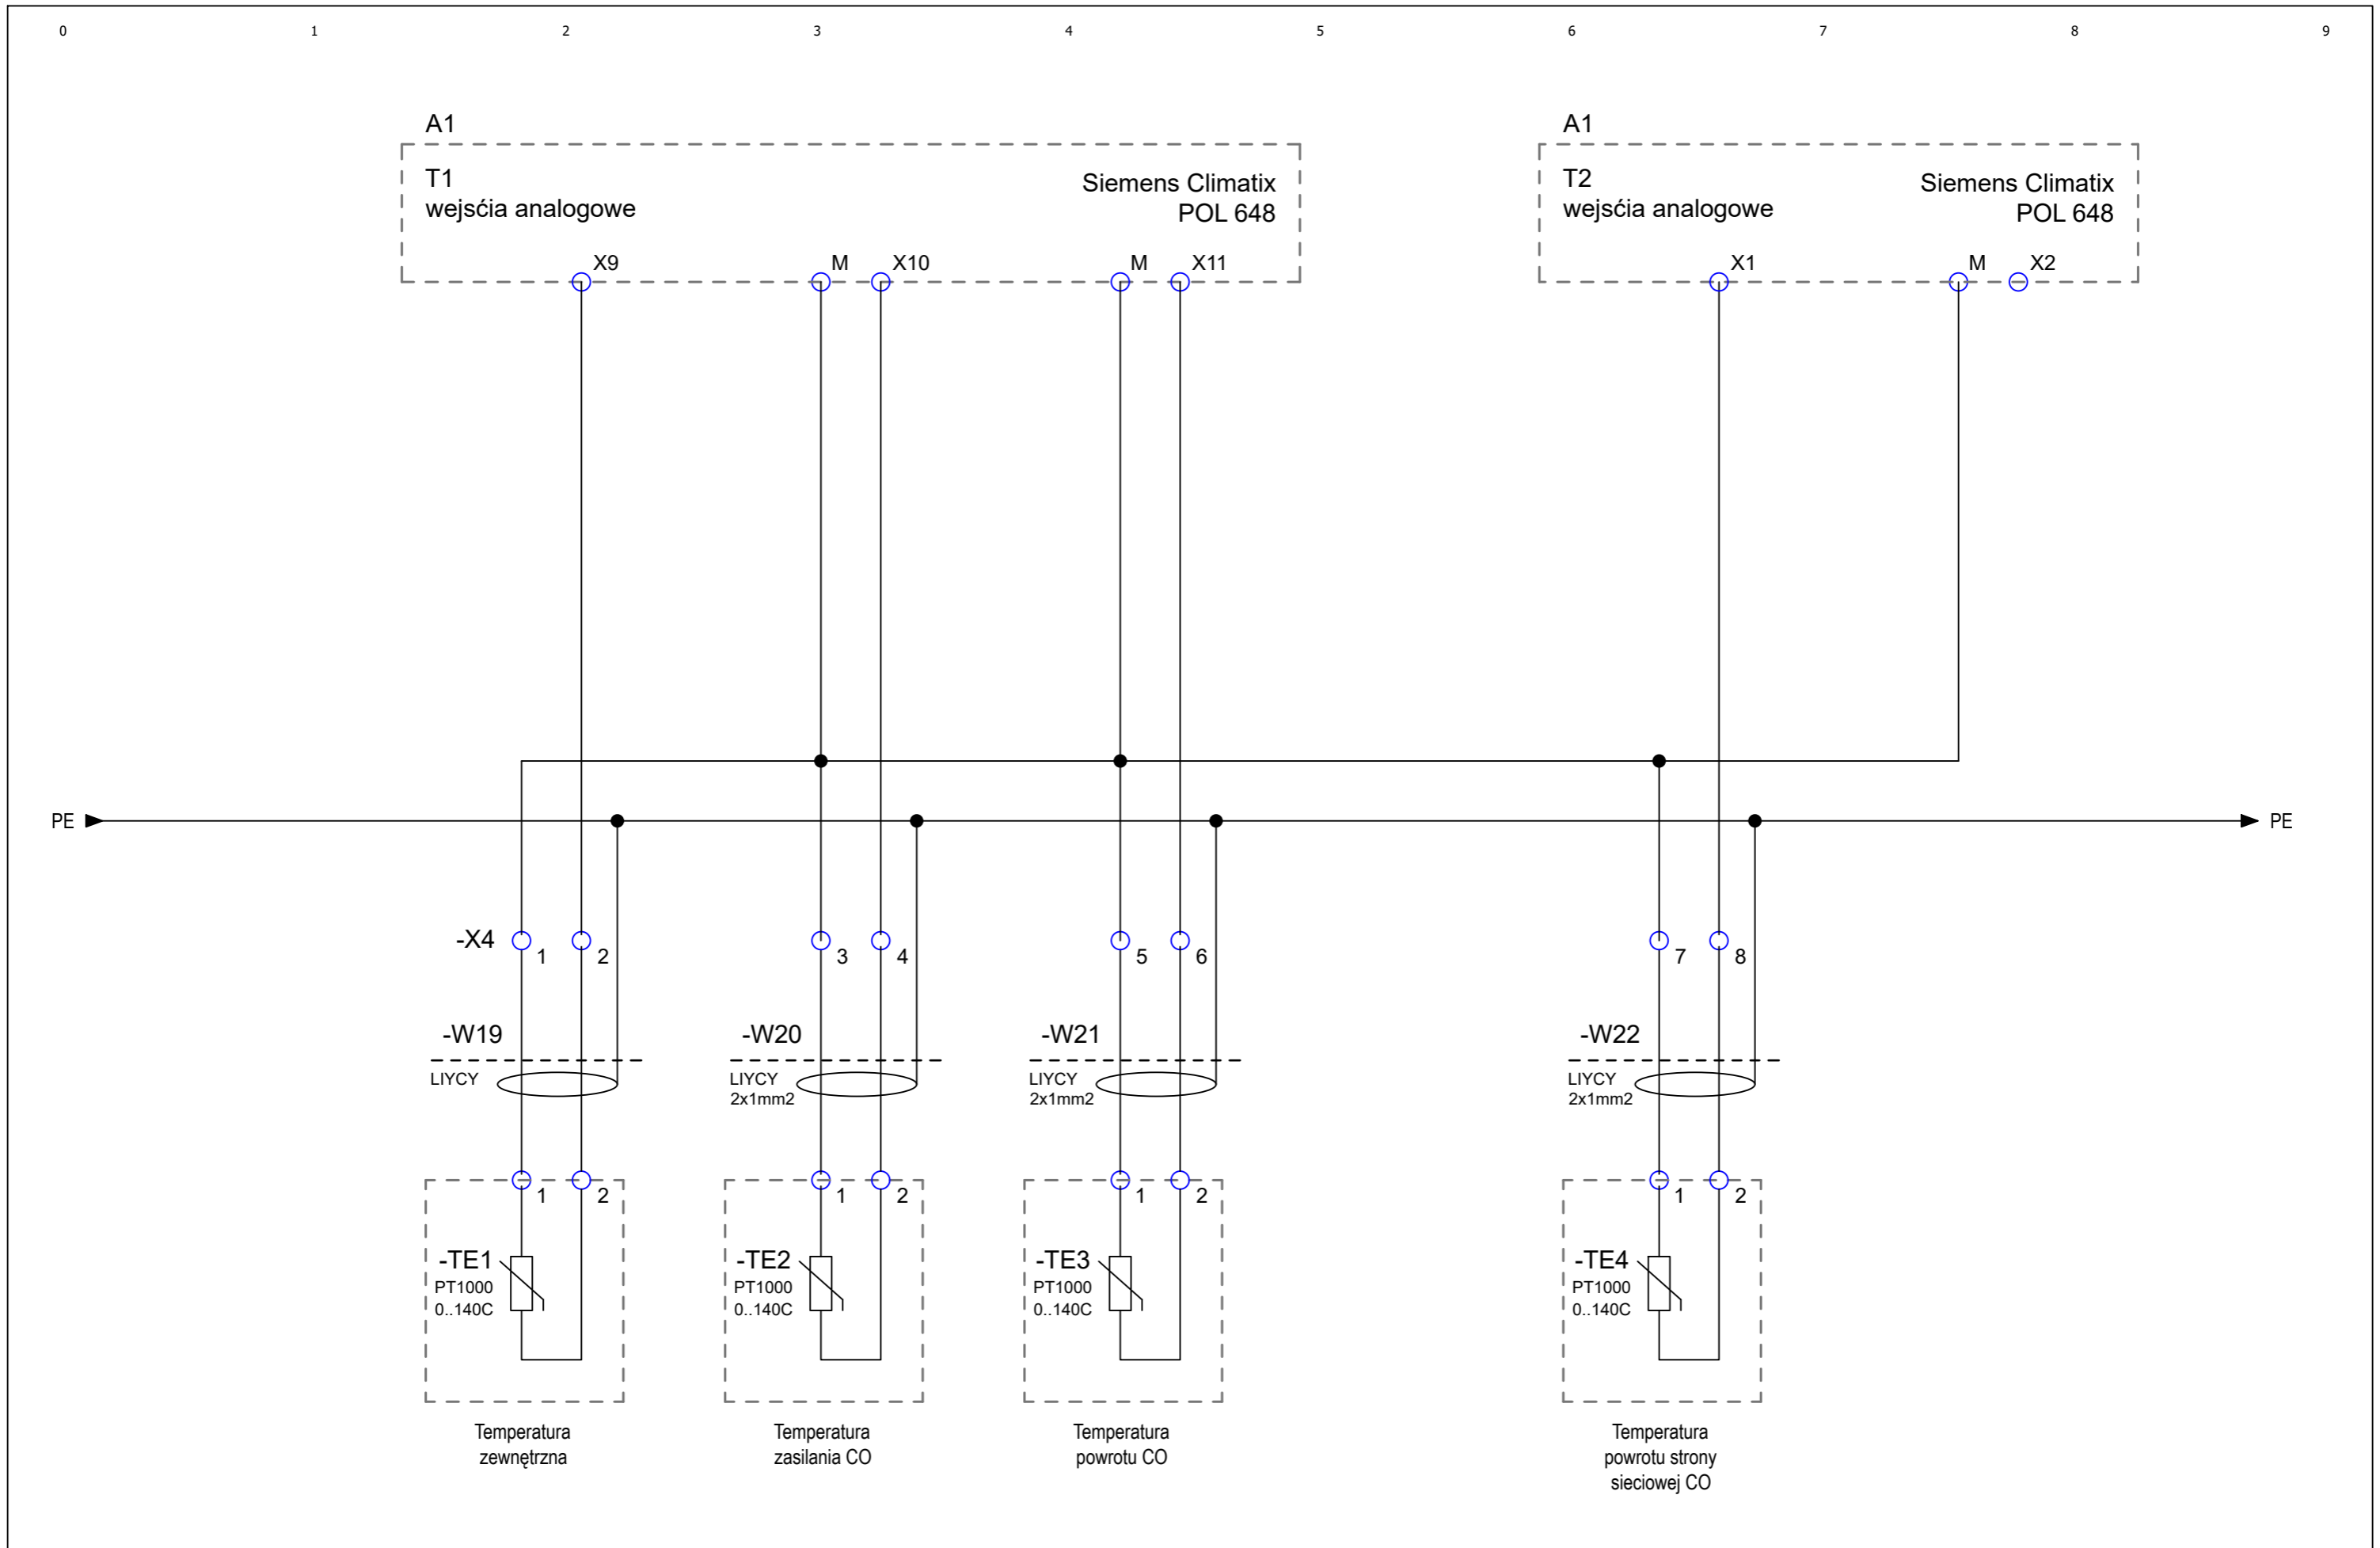 0 1 2 3 4 5 6 7 8 9
A1
T1
wejsćia analogowe
Siemens Climatix
POL 648
X9 M X10 M X11
A1
T2
wejsćia analogowe
Siemens Climatix
POL 648
X1 M X2
PE PE
-X4 1 2 3 4 5 6 7 8
-W19
LIYCY
-W20
LIYCY
2x1mm2
-W21
LIYCY
2x1mm2
-W22
LIYCY
2x1mm2
1 2
-TE1
PT1000
0..140C
Temperatura
zewnętrzna
1 2
-TE2
PT1000
0..140C
Temperatura
zasilania CO
1 2
-TE3
PT1000
0..140C
Temperatura
powrotu CO
1 2
-TE4
PT1000
0..140C
Temperatura
powrotu strony
sieciowej CO